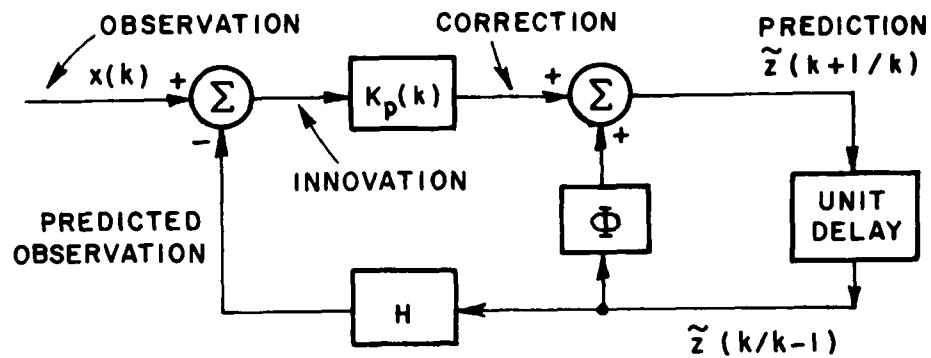 OBSERVATION
x(k)
+
Σ
-
INNOVATION
K_p(k)
CORRECTION
+
Σ
+
PREDICTION
z̃(k+1/k)
PREDICTED
OBSERVATION
Φ
UNIT
DELAY
H
z̃(k/k-1)